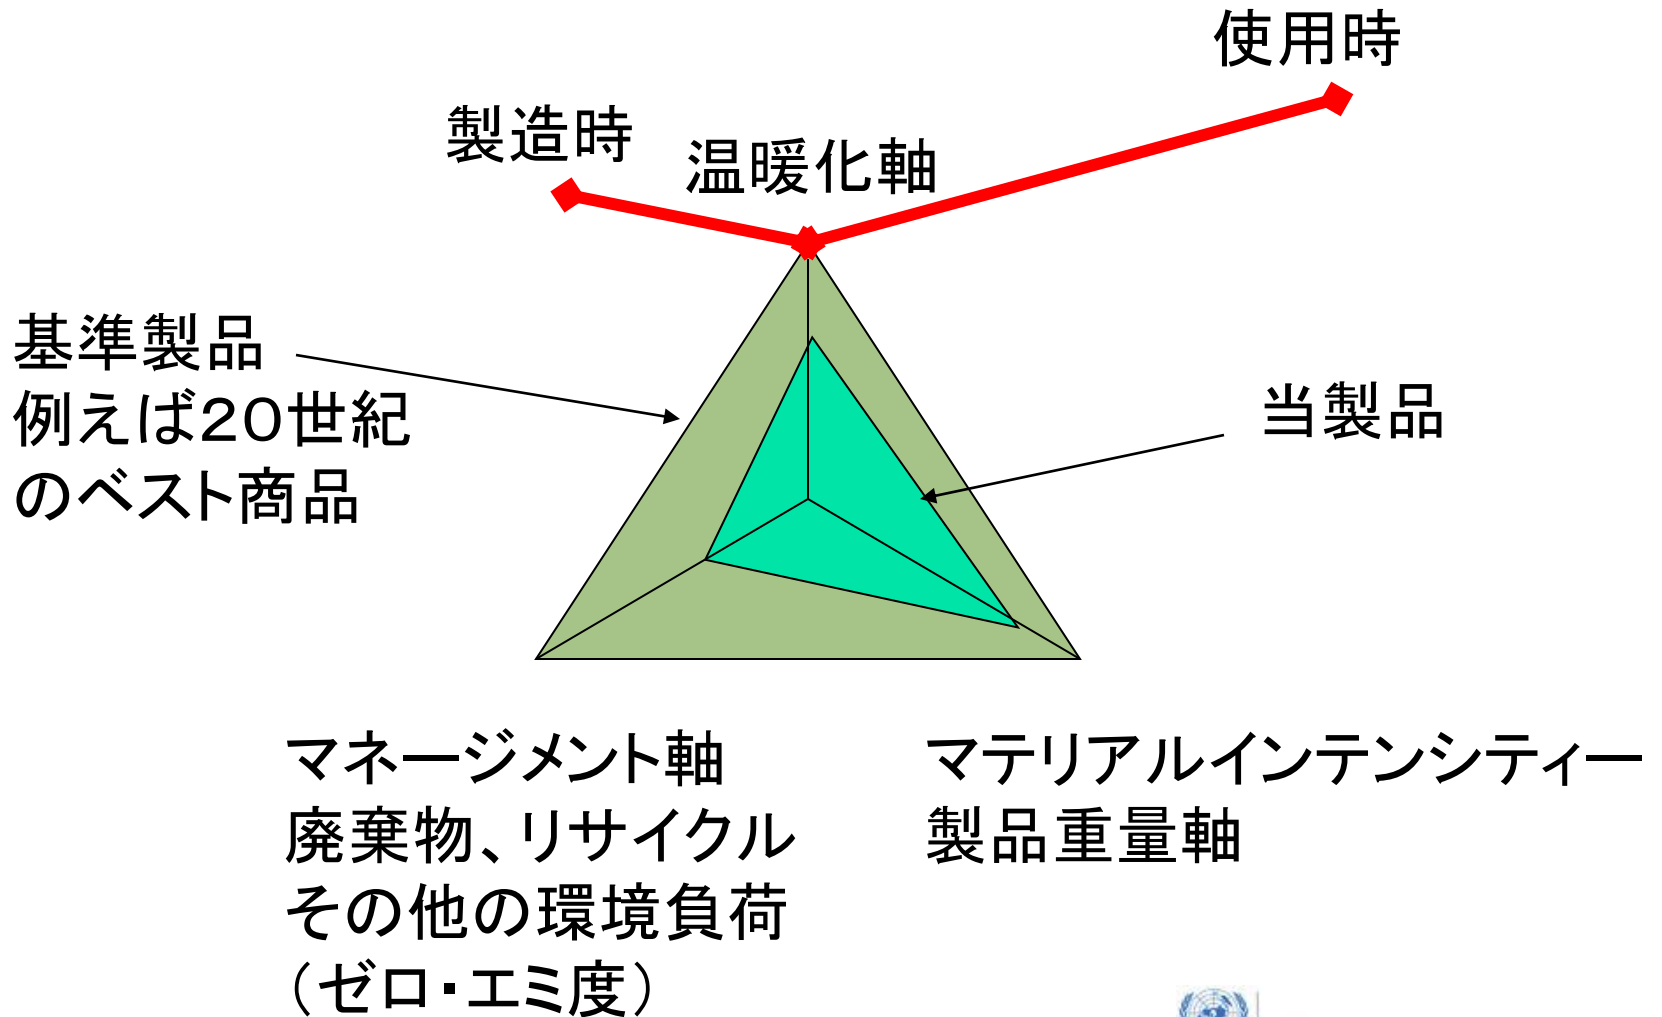 使用時
製造時
温暖化軸
基準製品
例えば２０世紀
のベスト商品
当製品
マネージメント軸
廃棄物、リサイクル
その他の環境負荷
（ゼロ・エミ度）
マテリアルインテンシティー
製品重量軸